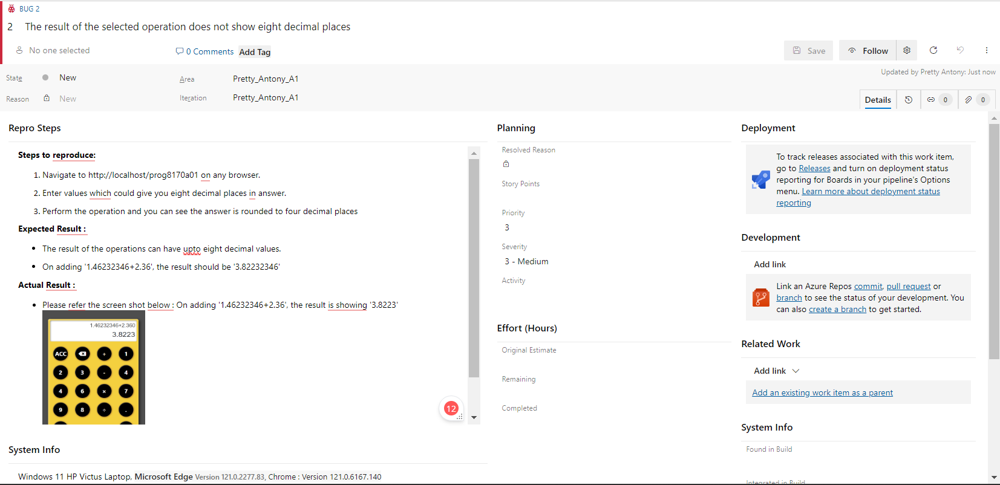 BUG 2
2 The result of the selected operation does not show eight decimal places
No one selected
0 Comments Add Tag
Save
Follow
State New
Area Pretty_Antony_A1
Updated by Pretty Antony: Just now
Reason New
Iteration Pretty_Antony_A1
Details
0
0
Repro Steps
Steps to reproduce:
1. Navigate to http://localhost/prog8170a01 on any browser.
2. Enter values which could give you eight decimal places in answer.
3. Perform the operation and you can see the answer is rounded to four decimal places
Expected Result :
• The result of the operations can have upto eight decimal values.
• On adding '1.46232346+2.36', the result should be '3.82232346'
Actual Result :
• Please refer the screen shot below : On adding '1.46232346+2.36', the result is showing '3.8223'
1.46232346+2.360
3.8223
ACC + 1
2 3 - 4
4 6 × 7
9 8 ÷ .
12
System Info
Windows 11 HP Victus Laptop, Microsoft Edge Version 121.0.2277.83, Chrome : Version 121.0.6167.140
Planning
Resolved Reason
Story Points
Priority
3
Severity
3 - Medium
Activity
Effort (Hours)
Original Estimate
Remaining
Completed
Deployment
To track releases associated with this work item,
go to Releases and turn on deployment status
reporting for Boards in your pipeline's Options
menu. Learn more about deployment status
reporting
Development
Add link
Link an Azure Repos commit, pull request or
branch to see the status of your development. You
can also create a branch to get started.
Related Work
Add link
Add an existing work item as a parent
System Info
Found in Build
Integrated in Build